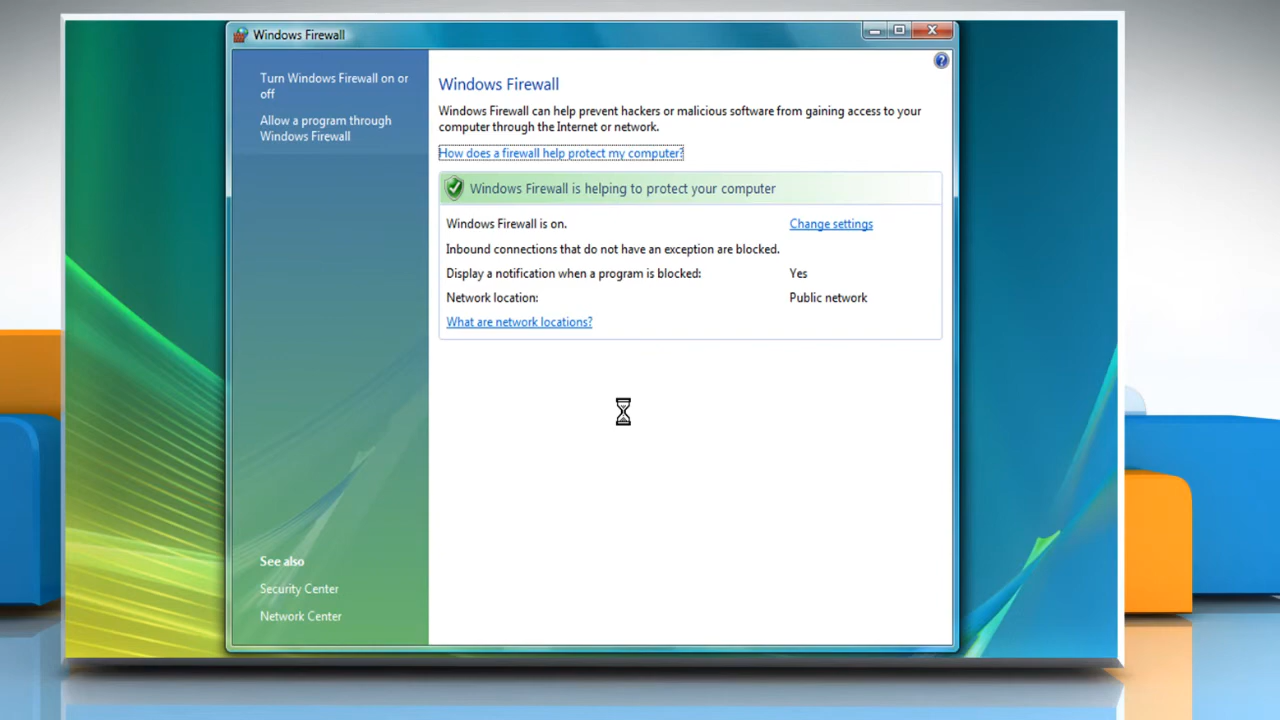 Windows Firewall
Turn Windows Firewall on or
off
Allow a program through
Windows Firewall
Windows Firewall
Windows Firewall can help prevent hackers or malicious software from gaining access to your
computer through the Internet or network.
How does a firewall help protect my computer?
Windows Firewall is helping to protect your computer
Windows Firewall is on. Change settings
Inbound connections that do not have an exception are blocked.
Display a notification when a program is blocked: Yes
Network location: Public network
What are network locations?
See also
Security Center
Network Center